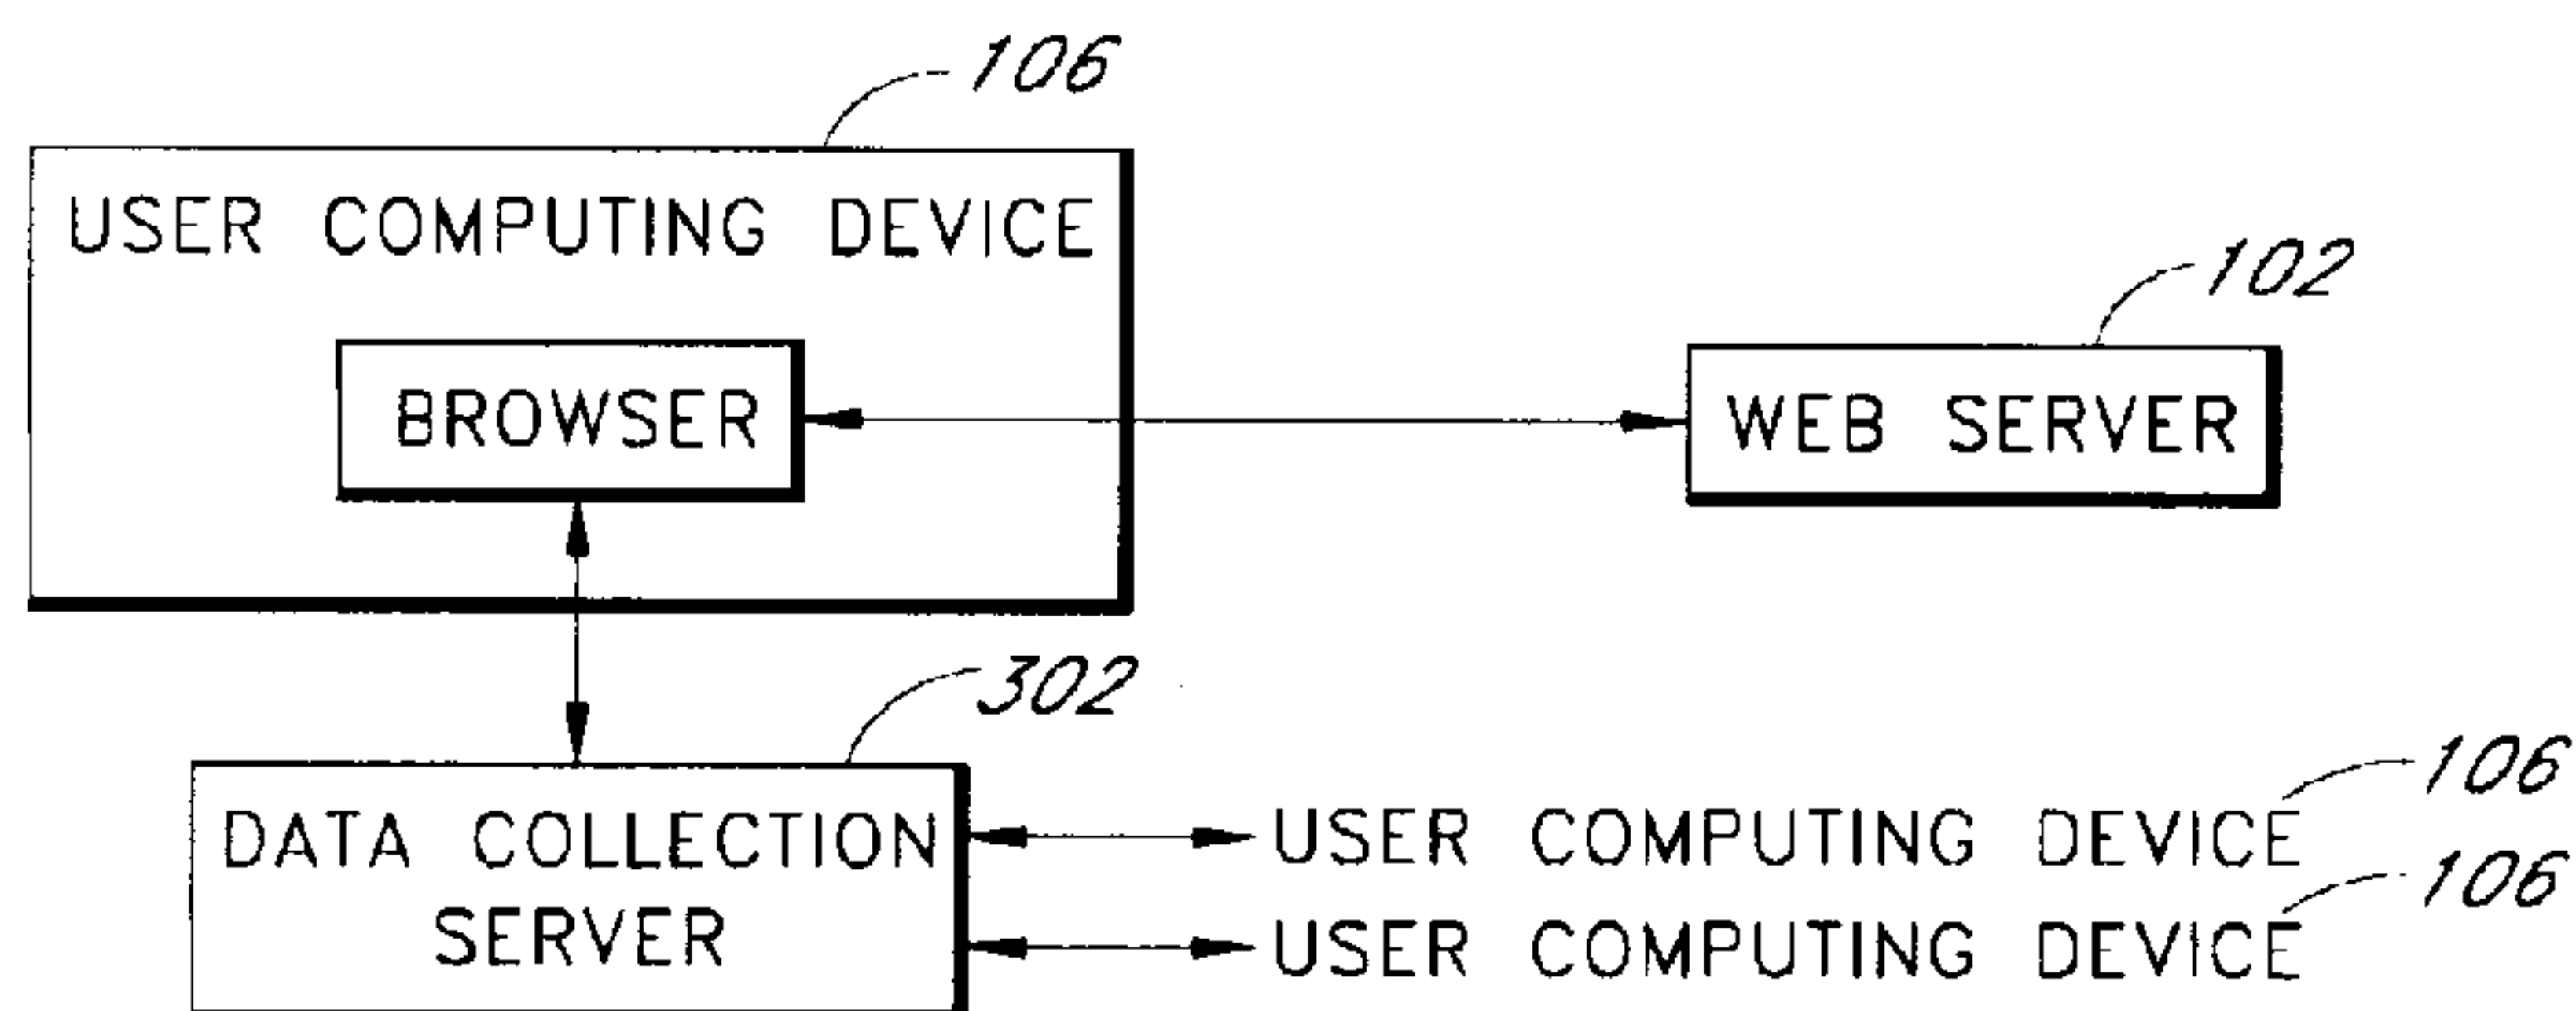 106
USER COMPUTING DEVICE
102
BROWSER
WEB SERVER
302
106
DATA COLLECTION
USER COMPUTING DEVICE
106
SERVER
USER COMPUTING DEVICE